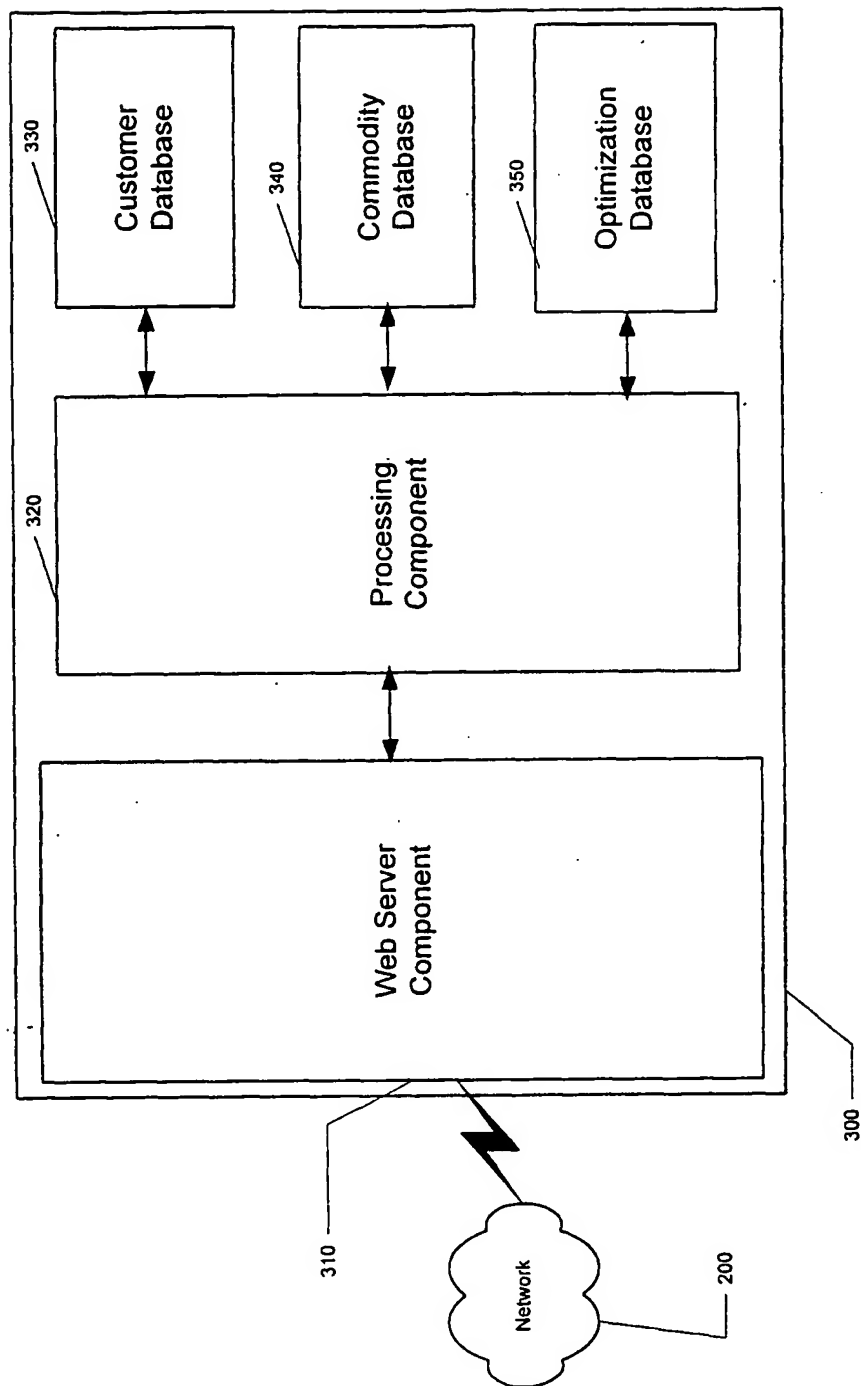 330
Customer
Database
340
Commodity
Database
350
Optimization
Database
320
Processing
Component
Web Server
Component
310
300
Network
200